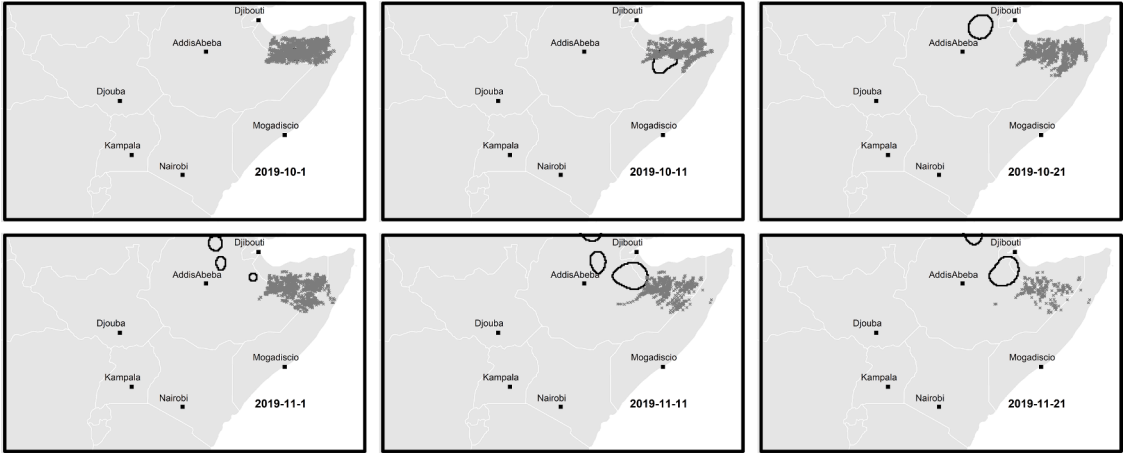 Djibouti
AddisAbeba
Djouba
Mogadiscio
Kampala
Nairobi
2019-10-1
Djibouti
AddisAbeba
Djouba
Mogadiscio
Kampala
Nairobi
2019-10-11
Djibouti
AddisAbeba
Djouba
Mogadiscio
Kampala
Nairobi
2019-10-21
Djibouti
AddisAbeba
Djouba
Mogadiscio
Kampala
Nairobi
2019-11-1
Djibouti
AddisAbeba
Djouba
Mogadiscio
Kampala
Nairobi
2019-11-11
Djibouti
AddisAbeba
Djouba
Mogadiscio
Kampala
Nairobi
2019-11-21